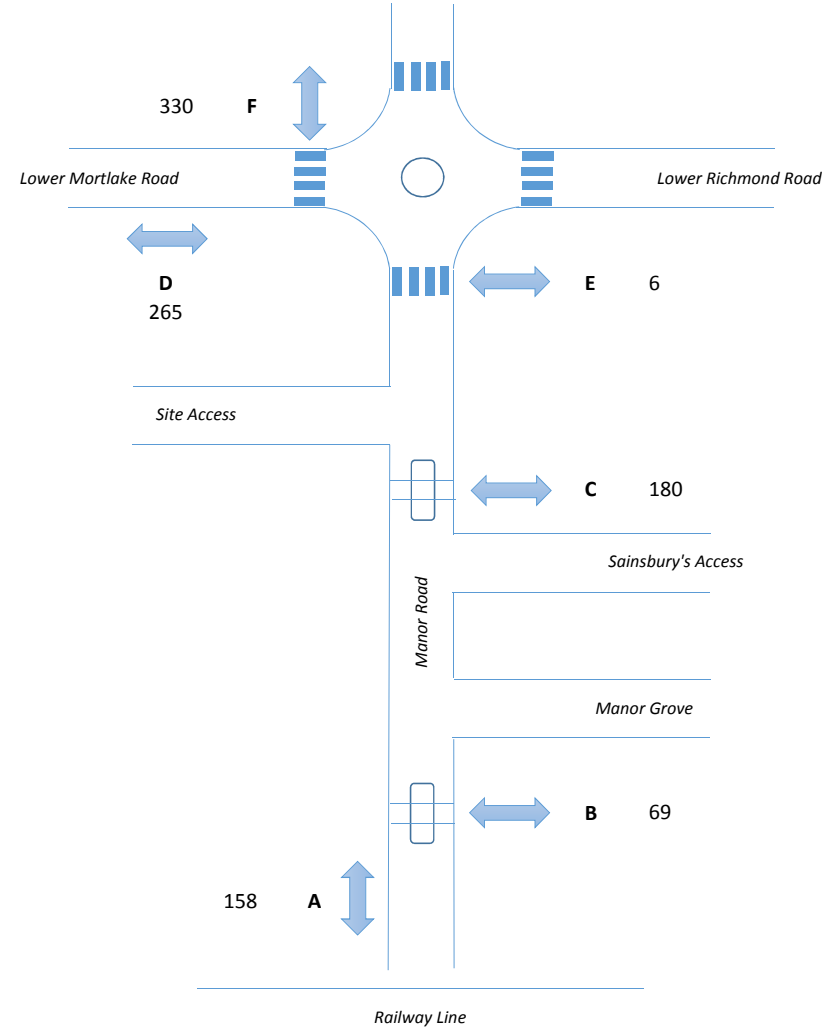 330 F
Lower Mortlake Road
Lower Richmond Road
D
265
E 6
Site Access
C 180
Sainsbury's Access
Manor Road
Manor Grove
B 69
158 A
Railway Line